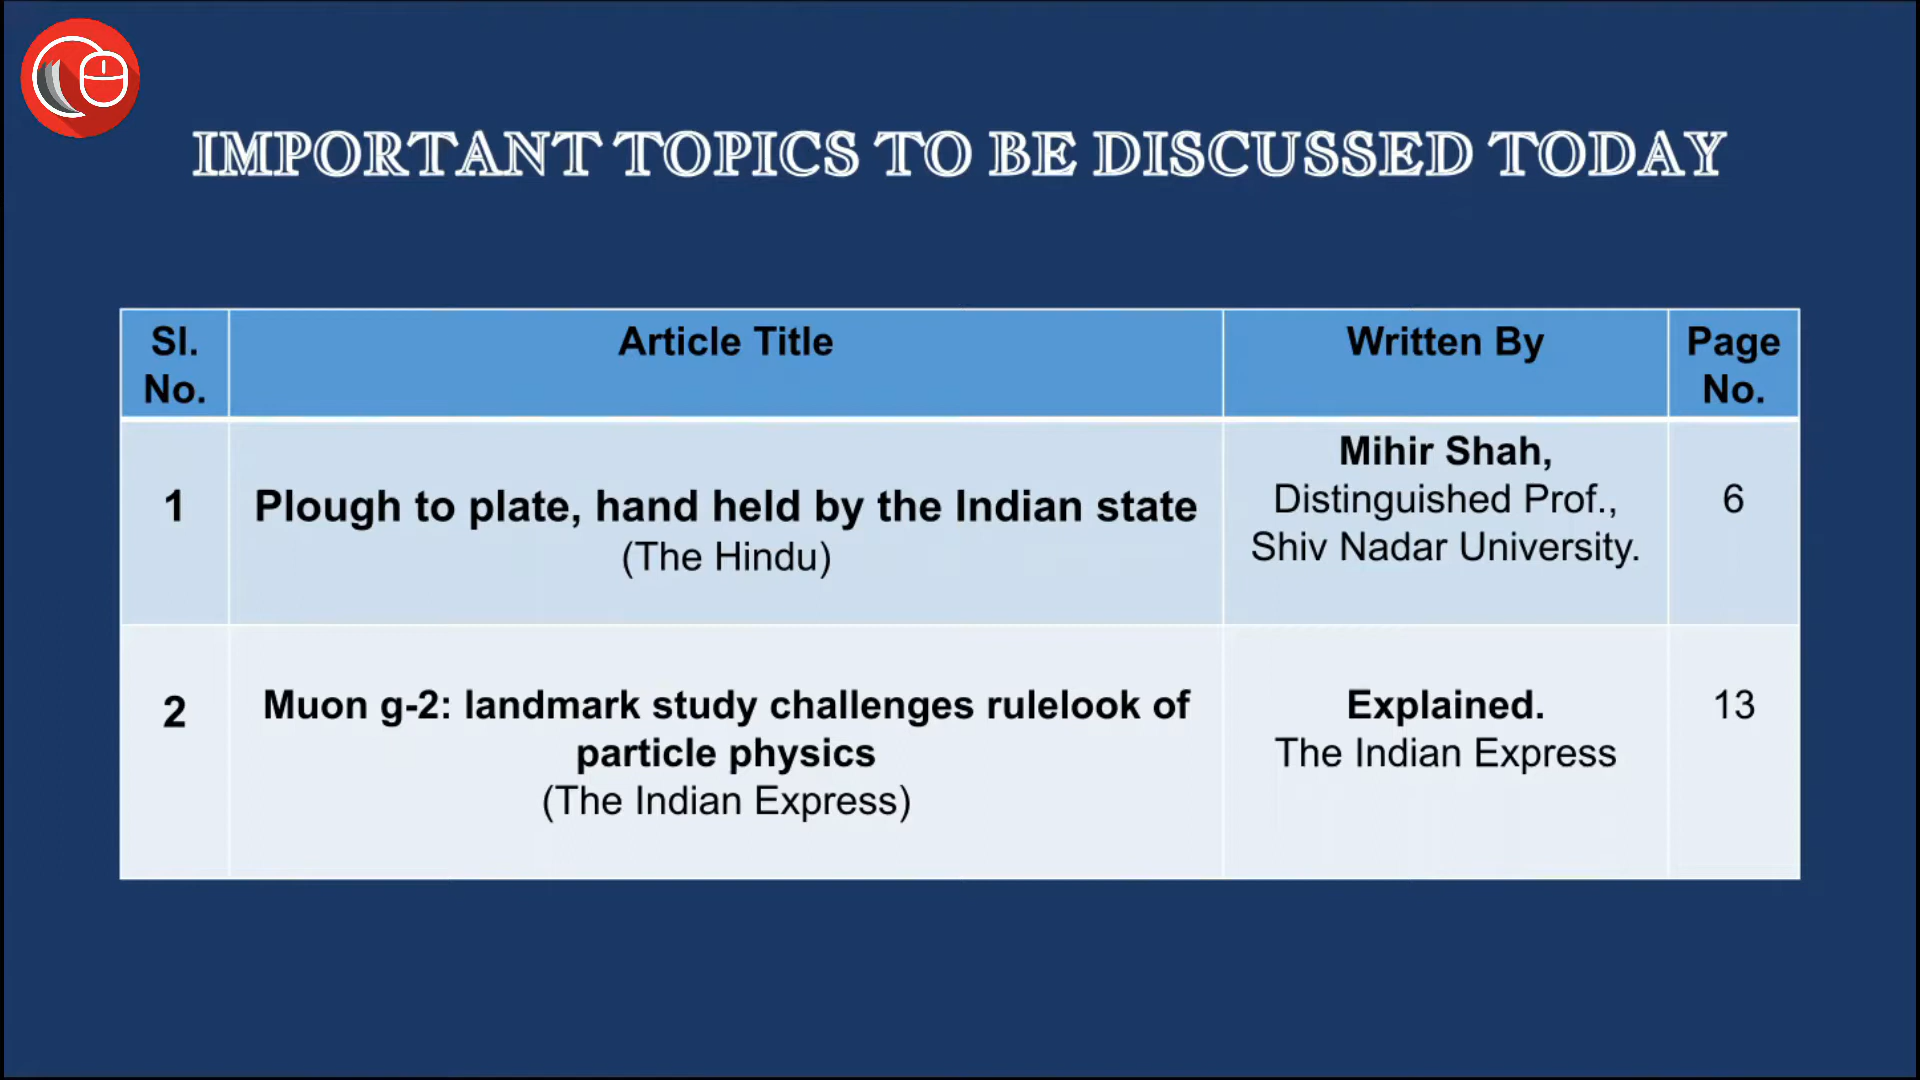 IMPORTANT TOPICS TO BE DISCUSSED TODAY
Sl. No.
Article Title
Written By
Page No.
1
Plough to plate, hand held by the Indian state
(The Hindu)
Mihir Shah,
Distinguished Prof.,
Shiv Nadar University.
6
2
Muon g-2: landmark study challenges rulelook of
particle physics
(The Indian Express)
Explained.
The Indian Express
13